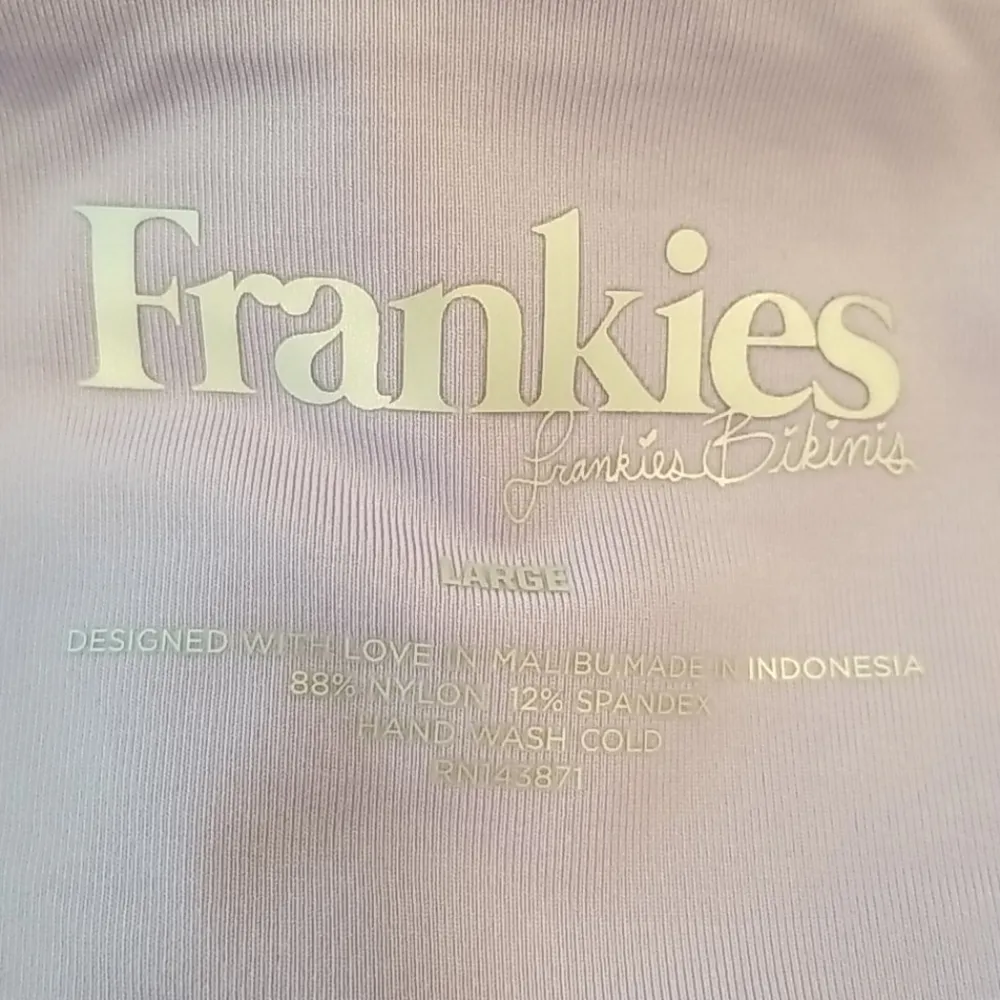 Frankies
Frankies Bikinis
LARGE
DESIGNED WITH LOVE IN MALIBU, MADE IN INDONESIA
88% NYLON 12% SPANDEX
HAND WASH COLD
RN143871